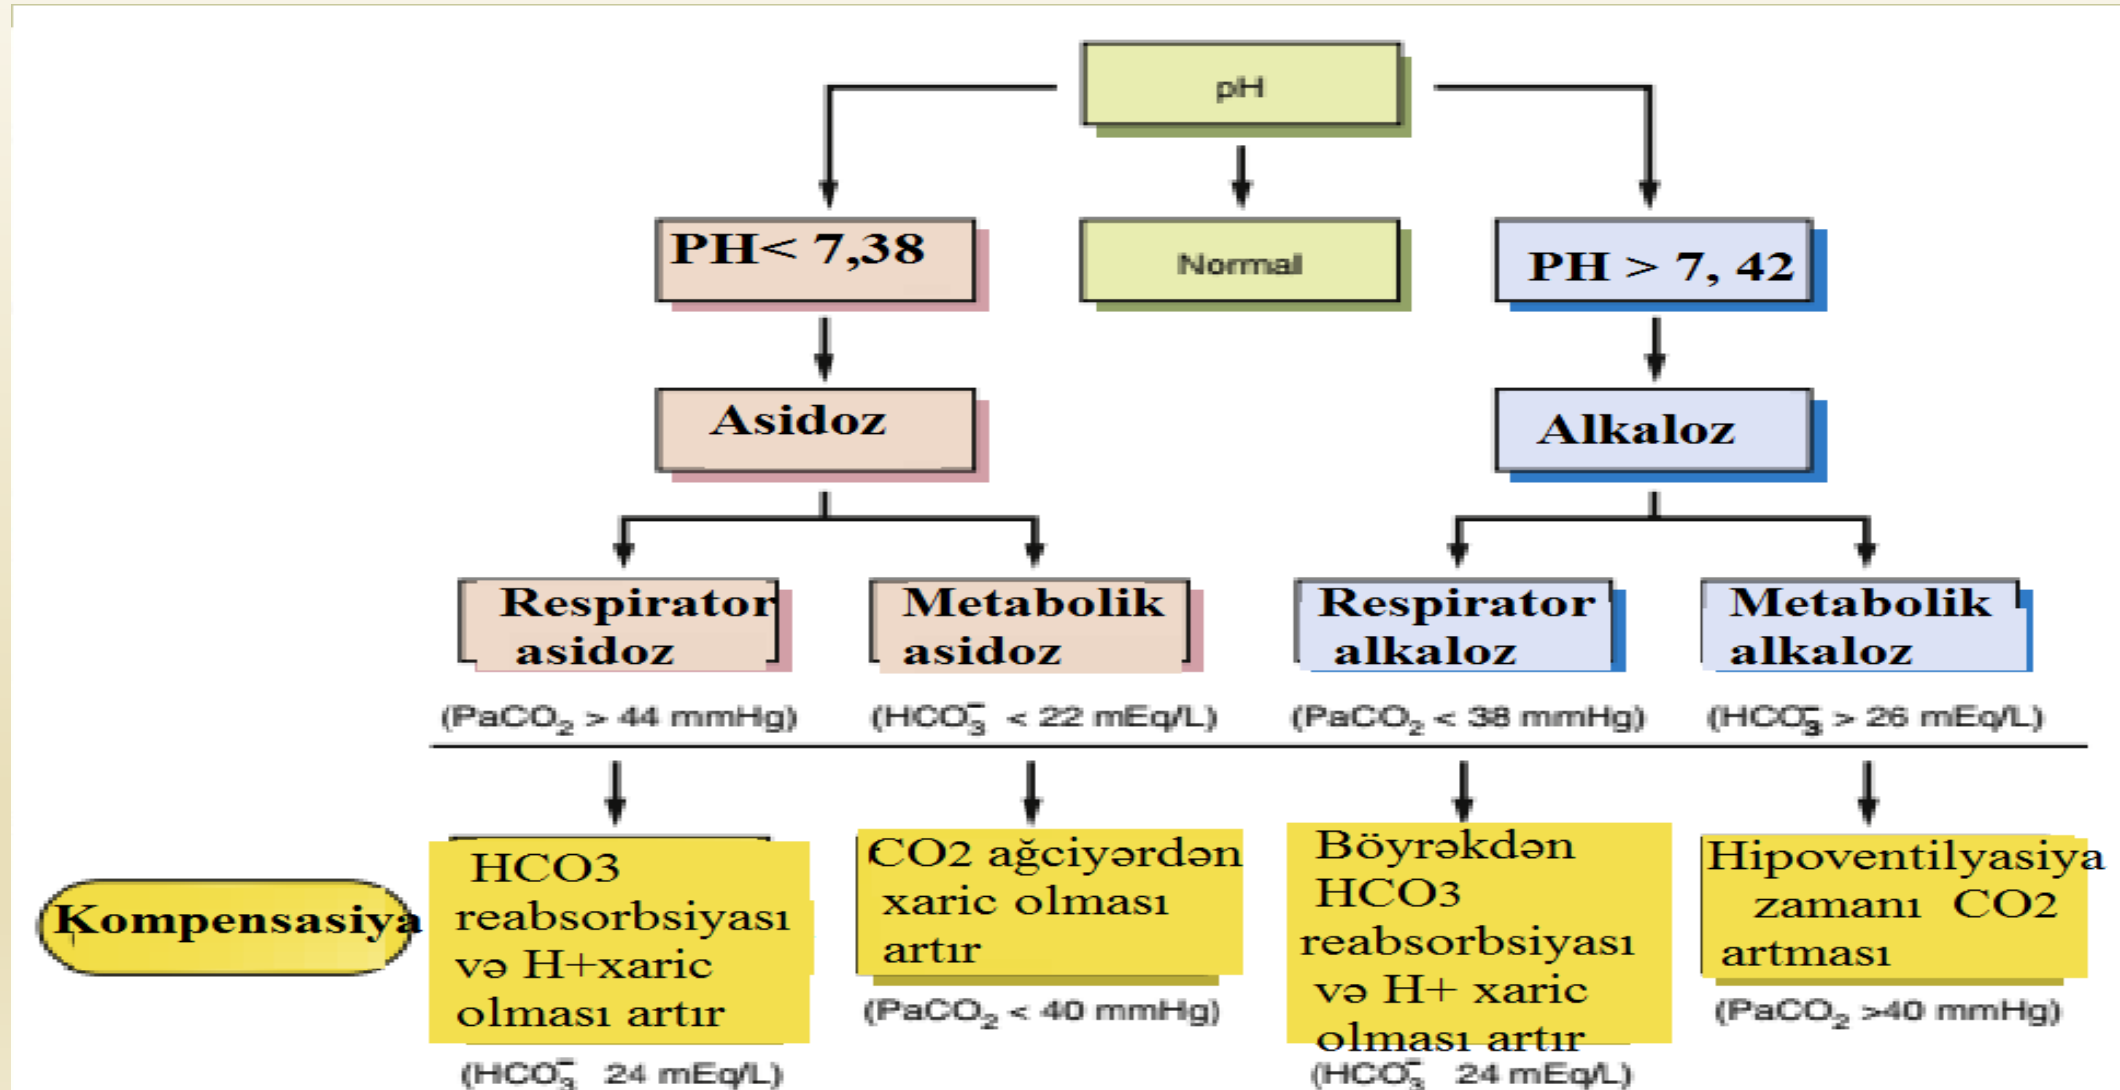 pH
PH< 7,38
Normal
PH > 7, 42
Asidoz
Alkaloz
Respirator
asidoz
(PaCO₂ > 44 mmHg)
Metabolik
asidoz
(HCO₃⁻ < 22 mEq/L)
Respirator
alkaloz
(PaCO₂ < 38 mmHg)
Metabolik
alkaloz
(HCO₃⁻ > 26 mEq/L)
Kompensasiya
HCO3
reabsorbsiyası
və H+xaric
olması artır
(HCO₃⁻ 24 mEq/L)
CO2 ağciyərdən
xaric olması
artır
(PaCO₂ < 40 mmHg)
Böyrəkdən
HCO3
reabsorbsiyası
və H+ xaric
olması artır
(HCO₃⁻ 24 mEq/L)
Hipoventilyasiya
zamanı CO2
artması
(PaCO₂ >40 mmHg)